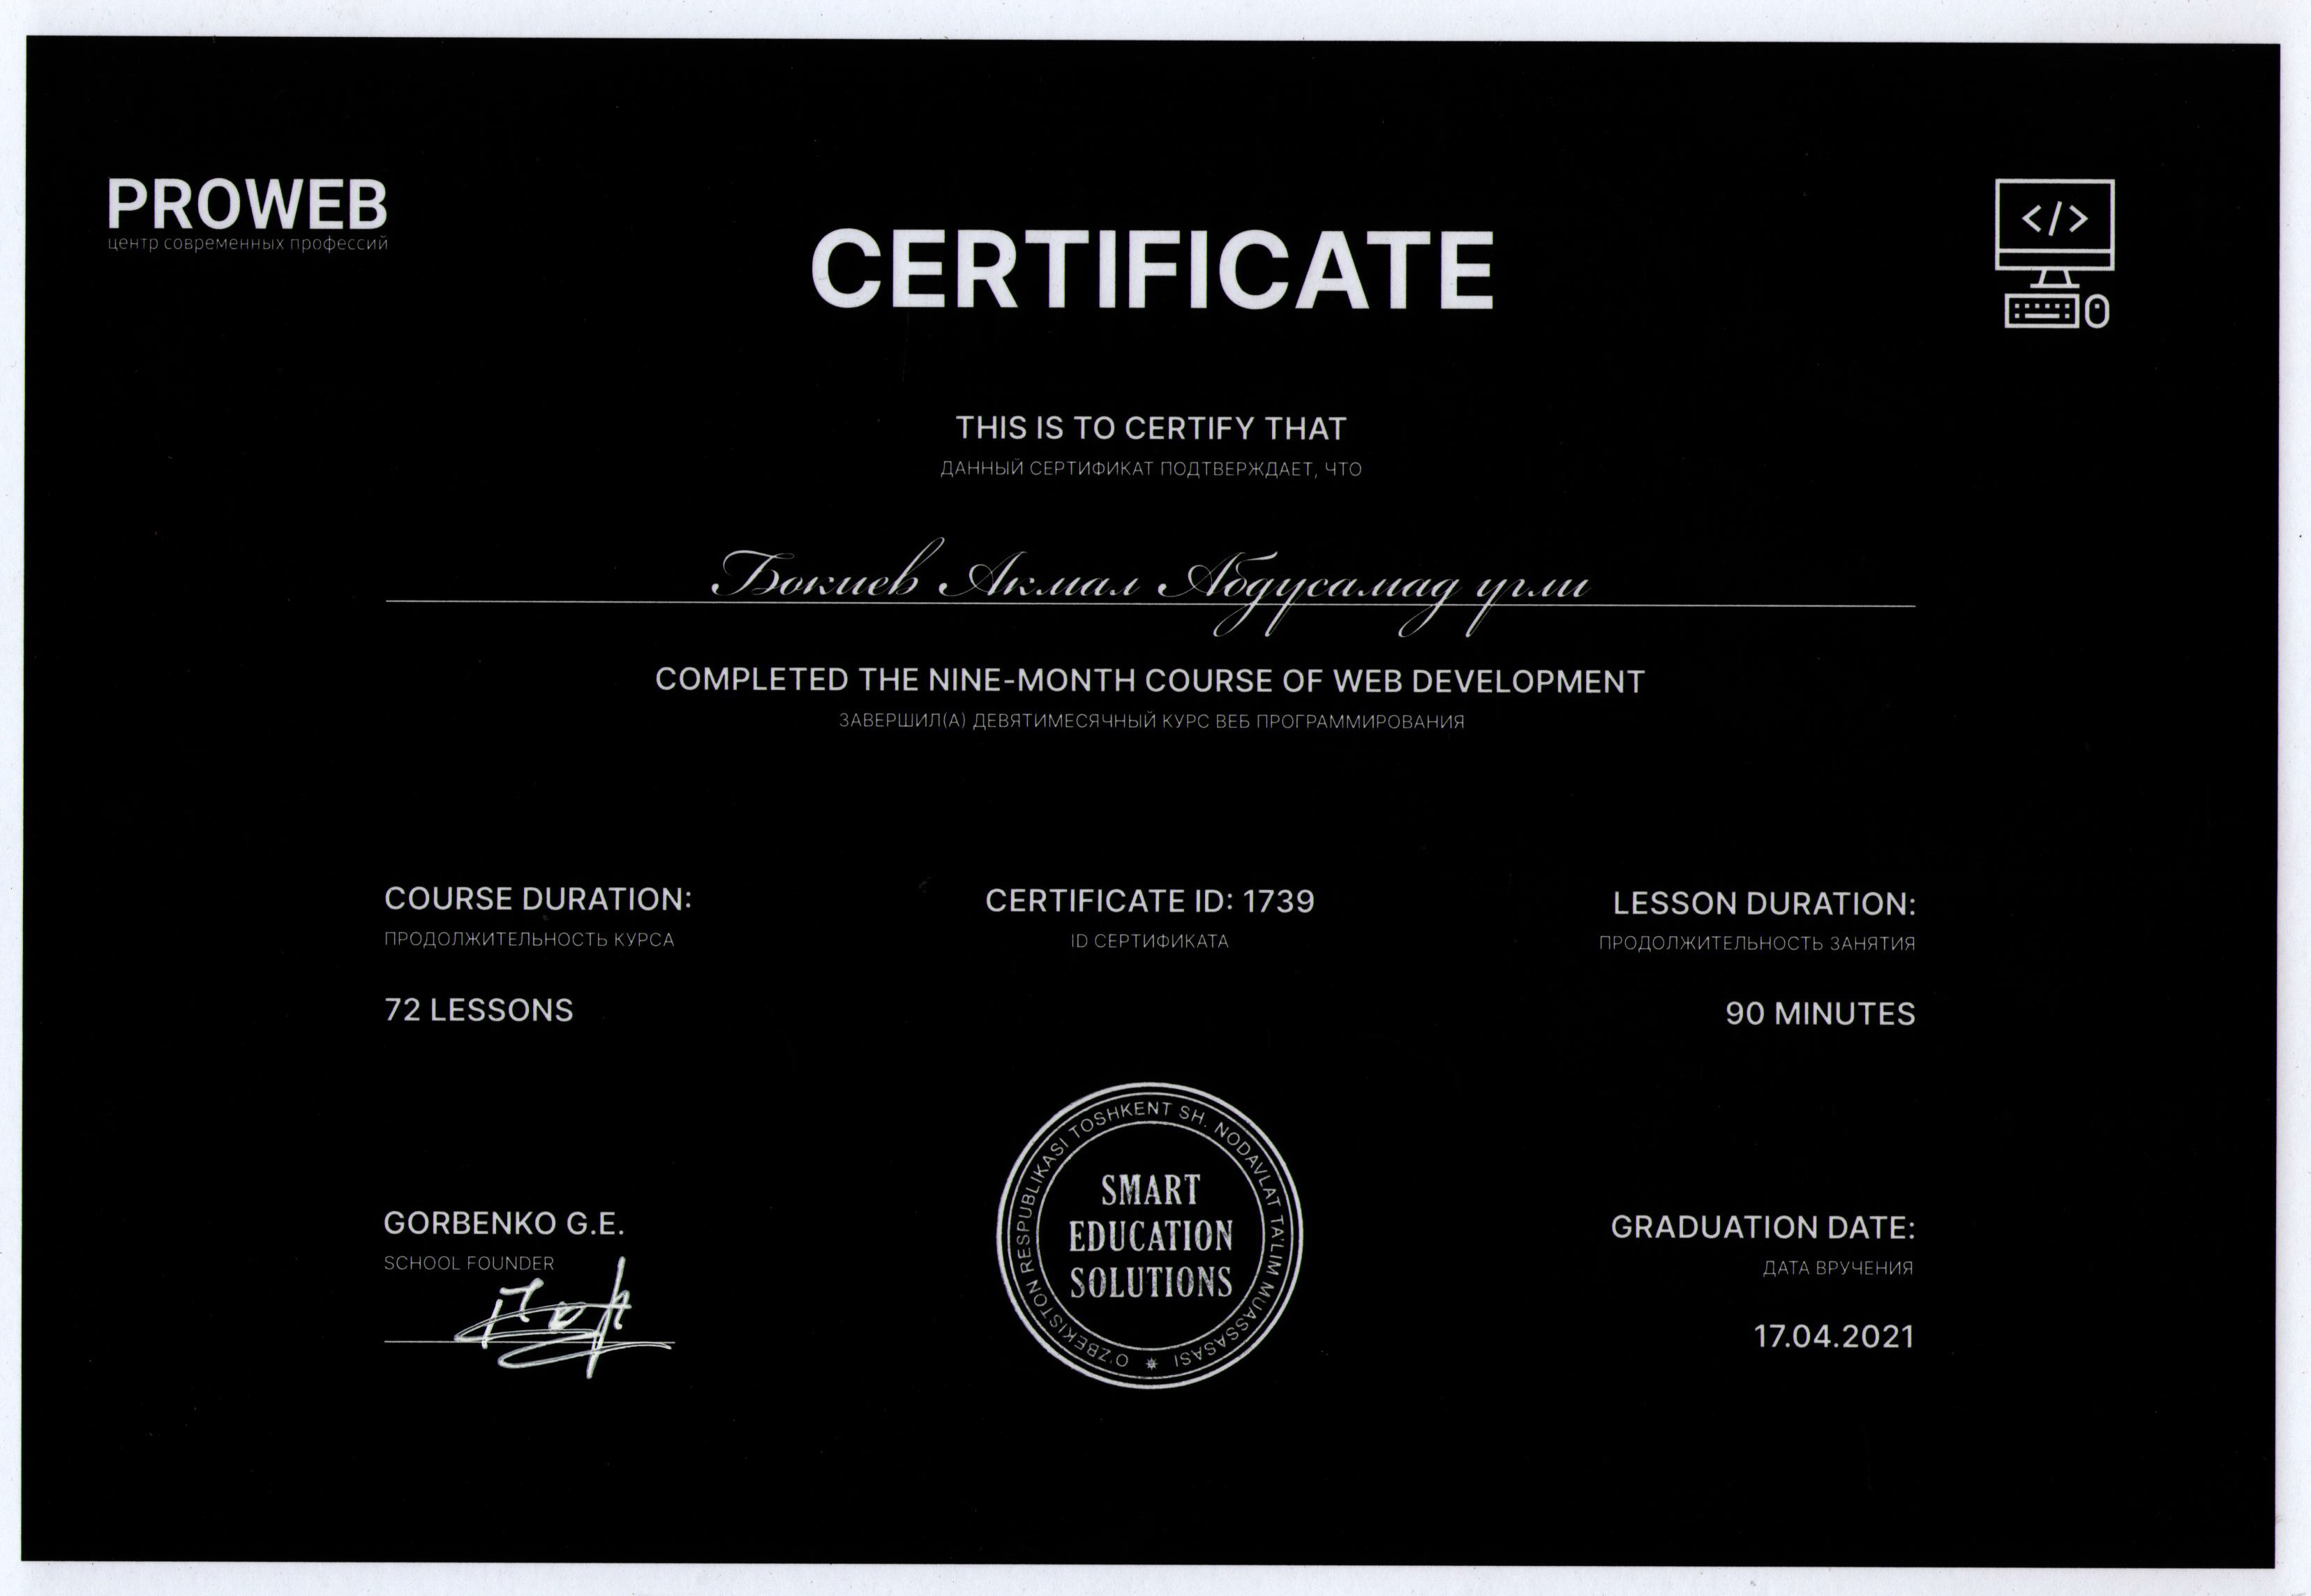 PROWEB
центр современных профессий
</>
CERTIFICATE
THIS IS TO CERTIFY THAT
ДАННЫЙ СЕРТИФИКАТ ПОДТВЕРЖДАЕТ, ЧТО
Бокиев Акмал Абдусамад угли
COMPLETED THE NINE-MONTH COURSE OF WEB DEVELOPMENT
ЗАВЕРШИЛ(А) ДЕВЯТИМЕСЯЧНЫЙ КУРС ВЕБ ПРОГРАММИРОВАНИЯ
COURSE DURATION:
ПРОДОЛЖИТЕЛЬНОСТЬ КУРСА
72 LESSONS
CERTIFICATE ID: 1739
ID СЕРТИФИКАТА
LESSON DURATION:
ПРОДОЛЖИТЕЛЬНОСТЬ ЗАНЯТИЯ
90 MINUTES
GORBENKO G.E.
SCHOOL FOUNDER
O'ZBEKISTON RESPUBLIKASI TOSHKENT SH. NODAVLAT TA'LIM MUASSASASI
SMART
EDUCATION
SOLUTIONS
GRADUATION DATE:
ДАТА ВРУЧЕНИЯ
17.04.2021